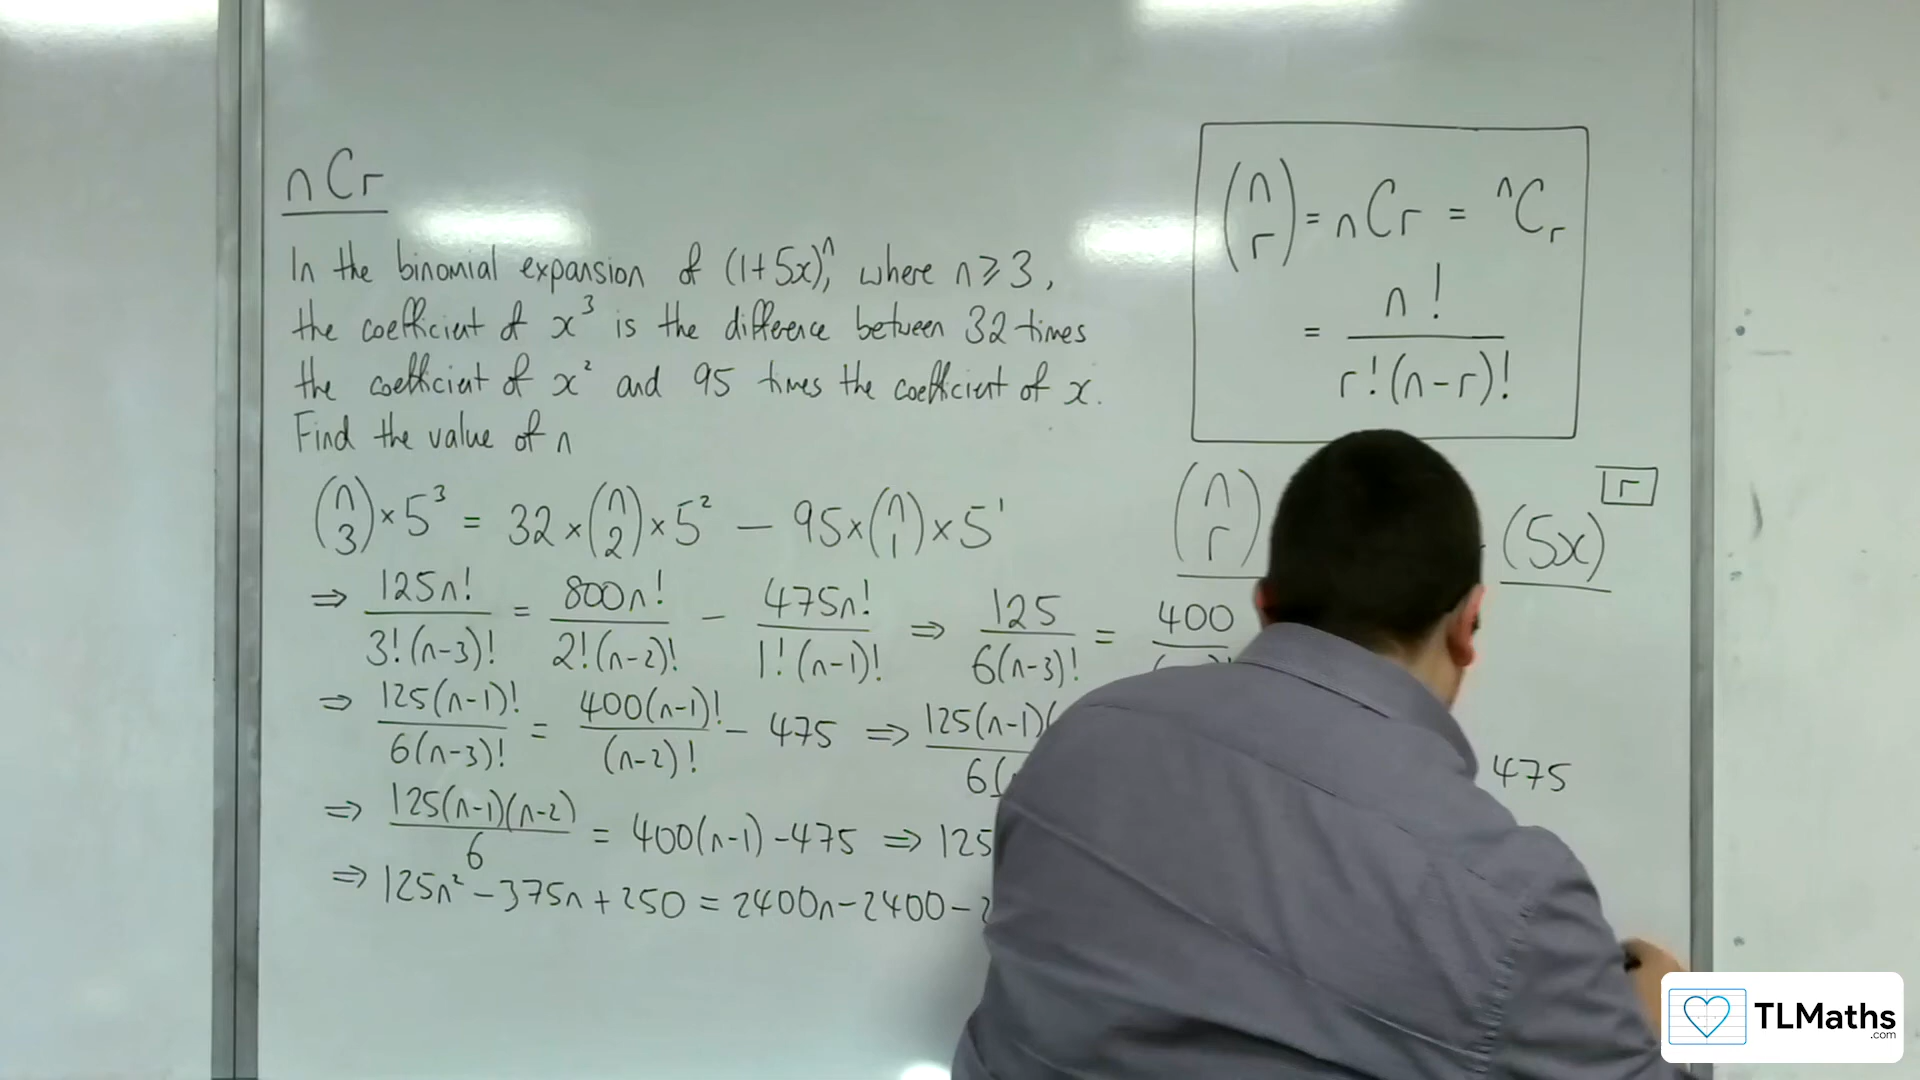 nCr
In the binomial expansion of (1+5x)ⁿ, where n⩾3,
the coefficient of x³ is the difference between 32 times
the coefficient of x² and 95 times the coefficient of x.
Find the value of n
(n 3) × 5³ = 32 × (n 2) × 5² − 95 × (n 1) × 5¹
⇒ 125n! / 3!(n-3)! = 800n! / 2!(n-2)! − 475n! / 1!(n-1)! ⇒ 125 / 6(n-3)! = 400
⇒ 125(n-1)! / 6(n-3)! = 400(n-1)! / (n-2)! − 475 ⇒ 125(n-1)( / 6(
475
⇒ 125(n-1)(n-2) / 6 = 400(n-1) − 475 ⇒ 125
⇒ 125n² − 375n + 250 = 2400n − 2400 −
(n r) = nCr = ⁿCᵣ
= n! / r!(n-r)!
(n r)
(5x)
r
TLMaths
.com